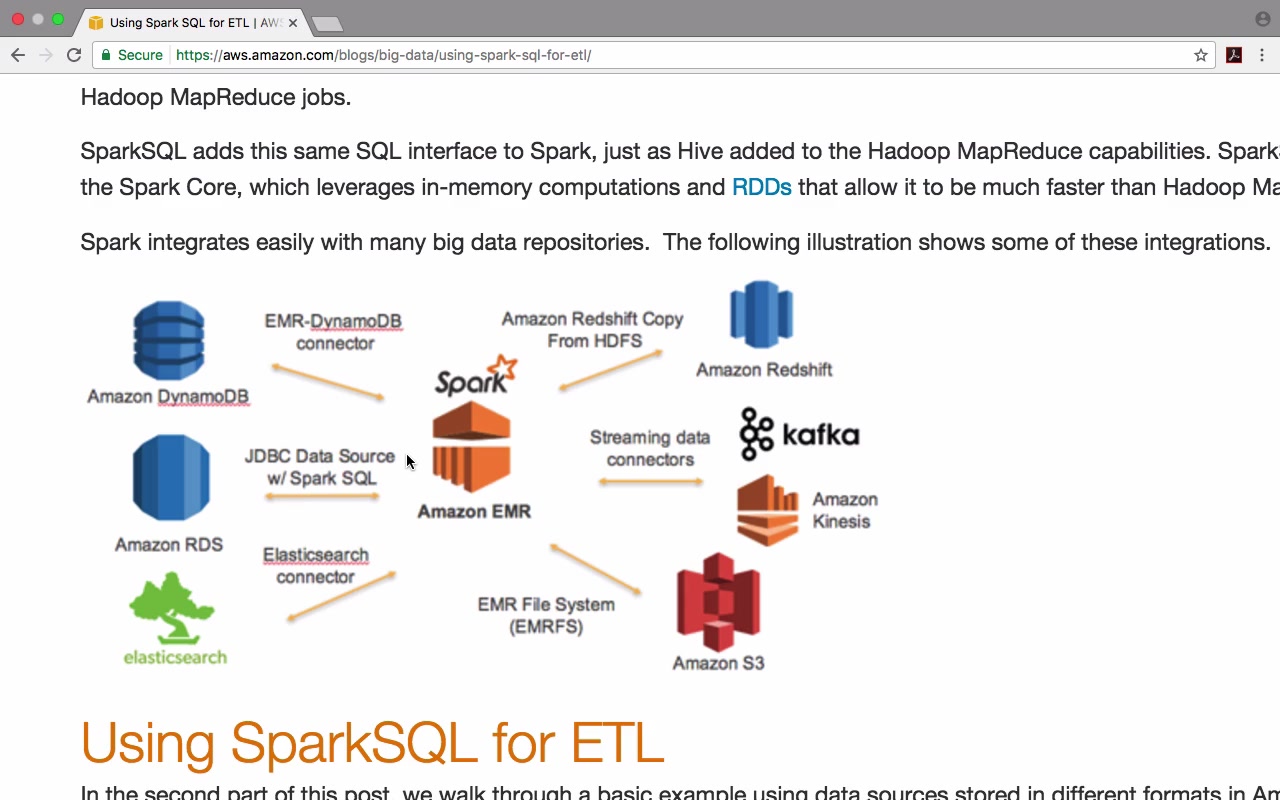 Using Spark SQL for ETL | AWS
Secure https://aws.amazon.com/blogs/big-data/using-spark-sql-for-etl/
Hadoop MapReduce jobs.
SparkSQL adds this same SQL interface to Spark, just as Hive added to the Hadoop MapReduce capabilities.
the Spark Core, which leverages in-memory computations and RDDs that allow it to be much faster than Hadoop
Spark integrates easily with many big data repositories. The following illustration shows some of these integrations.
EMR-DynamoDB
connector
Amazon Redshift Copy
From HDFS
Amazon DynamoDB
Spark
Amazon Redshift
JDBC Data Source
w/ Spark SQL
Streaming data
connectors
kafka
Amazon EMR
Amazon
Kinesis
Amazon RDS
Elasticsearch
connector
EMR File System
(EMRFS)
elasticsearch
Amazon S3
Using SparkSQL for ETL
In the second part of this post, we walk through a basic example using data sources stored in different formats in